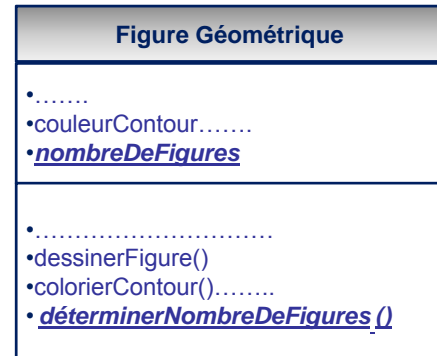 Figure Géométrique
•…….
•couleurContour…….
•nombreDeFigures
•…………………………
•dessinerFigure()
•colorierContour()……..
• déterminerNombreDeFigures ()